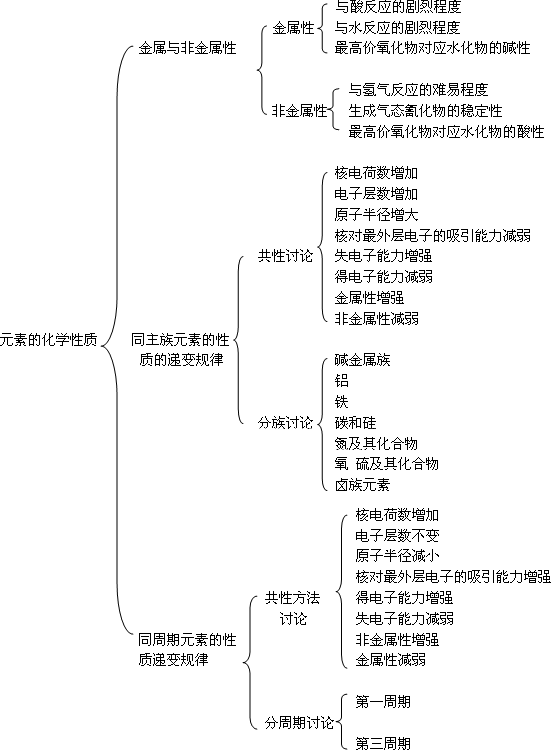 与酸反应的剧烈程度
金属性
与水反应的剧烈程度
金属与非金属性
最高价氧化物对应水化物的碱性
与氢气反应的难易程度
非金属性
生成气态氰化物的稳定性
最高价氧化物对应水化物的酸性
核电荷数增加
电子层数增加
原子半径增大
核对最外层电子的吸引能力减弱
共性讨论
失电子能力增强
得电子能力减弱
金属性增强
非金属性减弱
元素的化学性质
同主族元素的性
质的递变规律
碱金属族
铝
铁
分族讨论
碳和硅
氮及其化合物
氧 硫及其化合物
卤族元素
核电荷数增加
电子层数不变
原子半径减小
核对最外层电子的吸引能力增强
共性方法
讨论
得电子能力增强
失电子能力减弱
同周期元素的性
质递变规律
非金属性增强
金属性减弱
第一周期
分周期讨论
第三周期